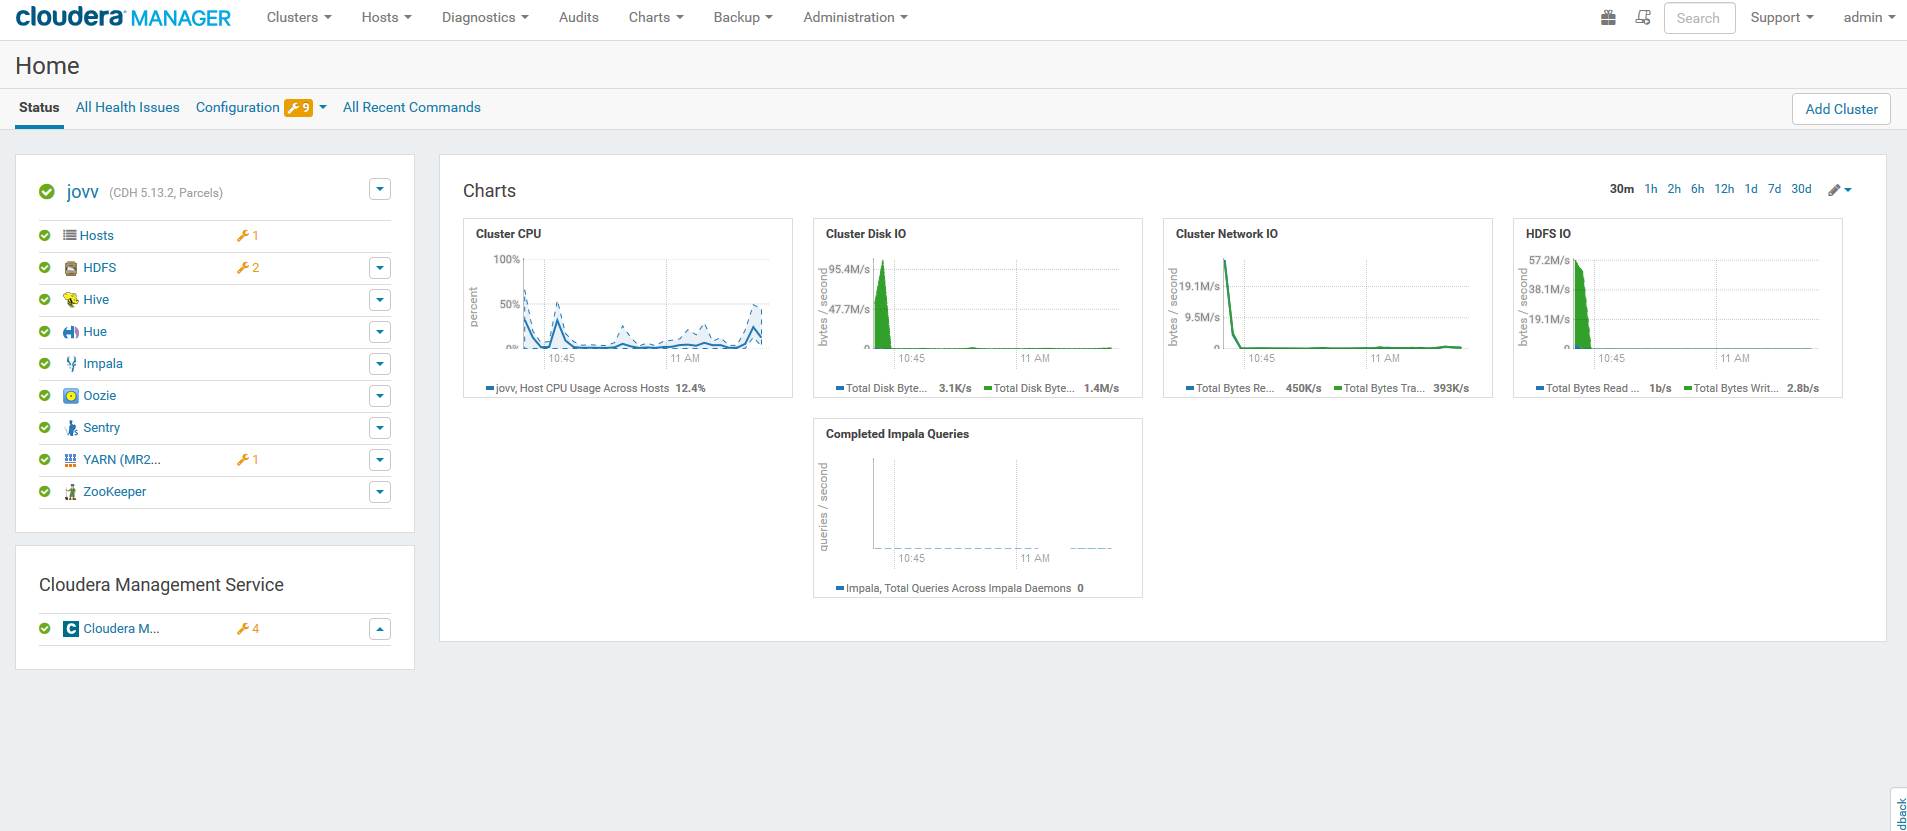 cloudera MANAGER Clusters Hosts Diagnostics Audits Charts Backup Administration Search Support admin
Home
Status All Health Issues Configuration 9 All Recent Commands Add Cluster
jovv (CDH 5.13.2, Parcels)
Hosts 1
HDFS 2
Hive
Hue
Impala
Oozie
Sentry
YARN (MR2... 1
ZooKeeper
Cloudera Management Service
C Cloudera M... 4
Charts
30m 1h 2h 6h 12h 1d 7d 30d
Cluster CPU
percent
100%
50%
0%
10:45 11 AM
jovv, Host CPU Usage Across Hosts 12.4%
Cluster Disk IO
bytes / second
95.4M/s
47.7M/s
0
10:45 11 AM
Total Disk Byte... 3.1K/s Total Disk Byte... 1.4M/s
Cluster Network IO
bytes / second
19.1M/s
9.5M/s
0
10:45 11 AM
Total Bytes Re... 450K/s Total Bytes Tra... 393K/s
HDFS IO
bytes / second
57.2M/s
38.1M/s
19.1M/s
0
10:45 11 AM
Total Bytes Read ... 1b/s Total Bytes Writ... 2.8b/s
Completed Impala Queries
queries / second
10:45 11 AM
Impala, Total Queries Across Impala Daemons 0
dback